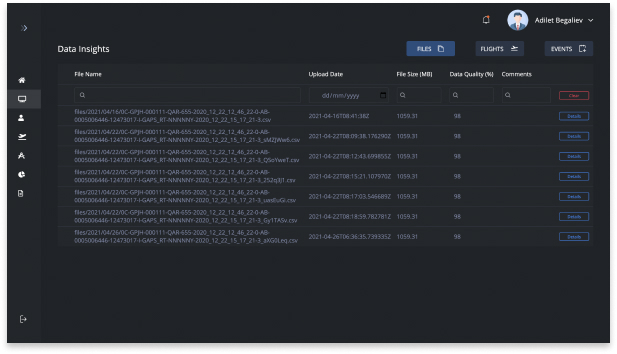 Adilet Begaliev
Data Insights
FILES
FLIGHTS
EVENTS
File Name
Upload Date
File Size (MB)
Data Quality (%)
Comments
dd/mm/yyyy
Clear
files/2021/04/16/0C-GPJH-000111-QAR-655-2020_12_22_12_46_22-0-AB-
0005006446-12473017-I-GAPS_RT-NNNNNY-2020_12_22_15_17_21-3.csv
2021-04-16T08:41:38Z
1059.31
98
Details
files/2021/04/22/0C-GPJH-000111-QAR-655-2020_12_22_12_46_22-0-AB-
0005006446-12473017-I-GAPS_RT-NNNNNY-2020_12_22_15_17_21-3_sMZJWw6.csv
2021-04-22T08:09:38.176290Z
1059.31
98
Details
files/2021/04/22/0C-GPJH-000111-QAR-655-2020_12_22_12_46_22-0-AB-
0005006446-12473017-I-GAPS_RT-NNNNNY-2020_12_22_15_17_21-3_QSoYweT.csv
2021-04-22T08:12:43.699855Z
1059.31
98
Details
files/2021/04/22/0C-GPJH-000111-QAR-655-2020_12_22_12_46_22-0-AB-
0005006446-12473017-I-GAPS_RT-NNNNNY-2020_12_22_15_17_21-3_252q3J1.csv
2021-04-22T08:15:21.107970Z
1059.31
98
Details
files/2021/04/22/0C-GPJH-000111-QAR-655-2020_12_22_12_46_22-0-AB-
0005006446-12473017-I-GAPS_RT-NNNNNY-2020_12_22_15_17_21-3_uasEuGi.csv
2021-04-22T08:17:03.546689Z
1059.31
98
Details
files/2021/04/22/0C-GPJH-000111-QAR-655-2020_12_22_12_46_22-0-AB-
0005006446-12473017-I-GAPS_RT-NNNNNY-2020_12_22_15_17_21-3_Gy1TASv.csv
2021-04-22T08:18:59.782781Z
1059.31
98
Details
files/2021/04/26/0C-GPJH-000111-QAR-655-2020_12_22_12_46_22-0-AB-
0005006446-12473017-I-GAPS_RT-NNNNNY-2020_12_22_15_17_21-3_aXG0Leq.csv
2021-04-26T06:36:35.739335Z
1059.31
98
Details